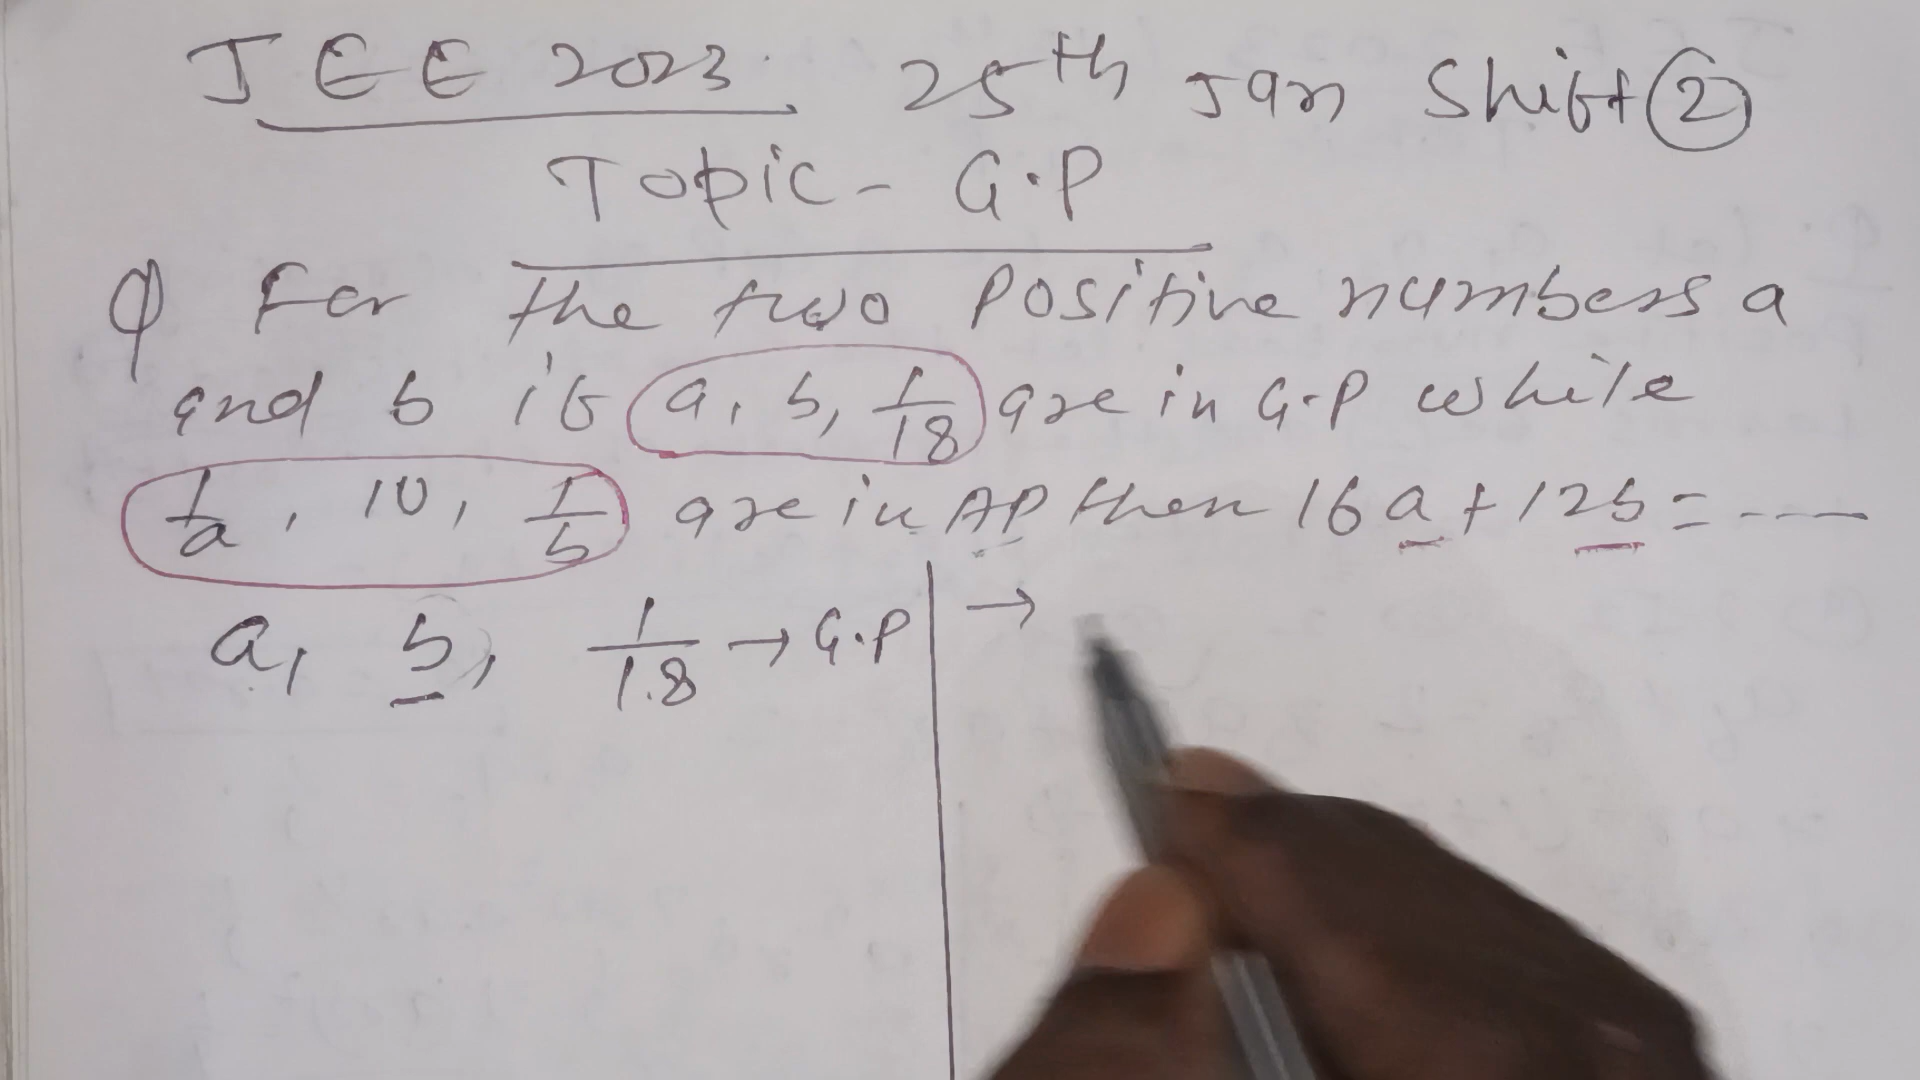 JEE 2023. 25th Jan Shift ②
Topic - G.P
Q For the two positive numbers a
and b if a, b, 1/18 are in G.P while
1/a, 10, 1/b are in AP then 16a + 12b = ----
a, b, 1/18 → G.P | →